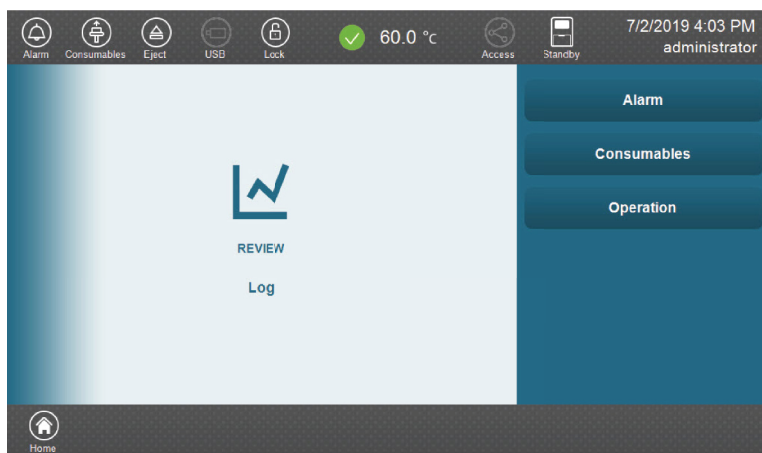 Alarm Consumables Eject USB Lock 60.0 °c Access Standby 7/2/2019 4:03 PM
administrator
Alarm
Consumables
Operation
REVIEW
Log
Home